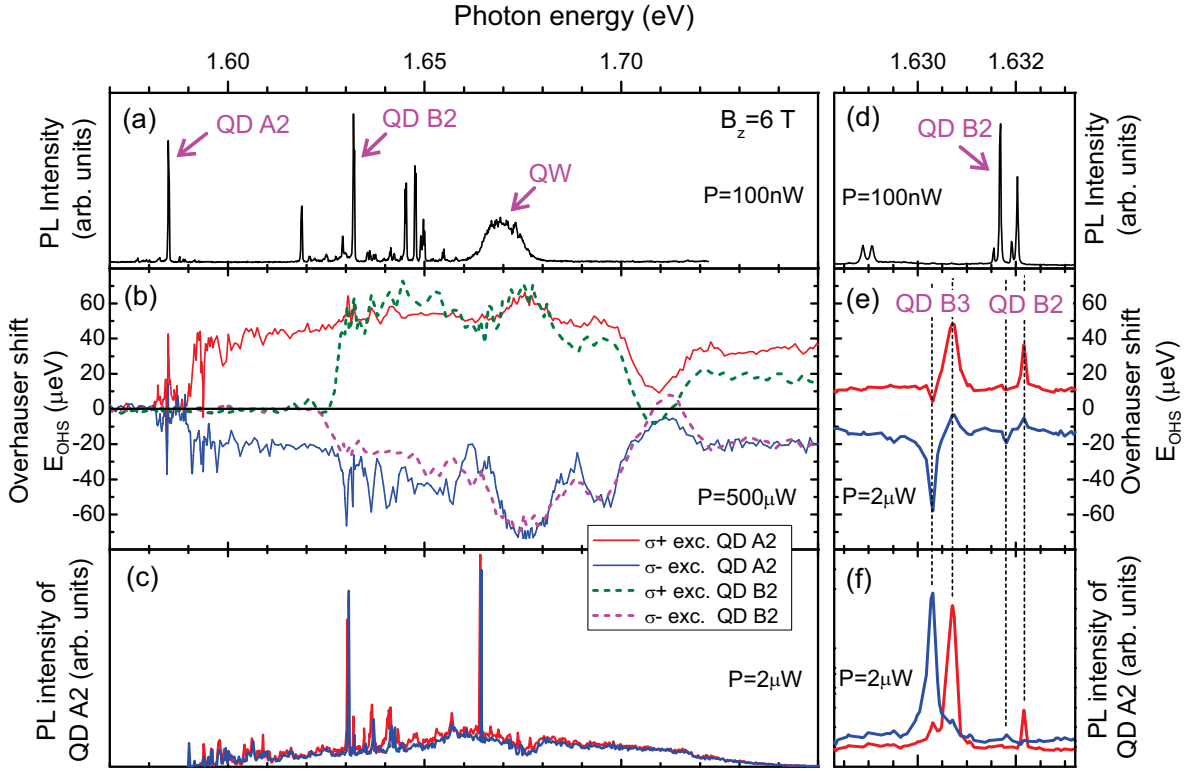 Photon energy (eV)
1.60
1.65
1.70
1.630
1.632
(a)
QD A2
QD B2
QW
B_z=6 T
P=100nW
PL Intensity
(arb. units)
(d)
QD B2
P=100nW
PL Intensity
(arb. units)
(b)
60
40
20
0
-20
-40
-60
Overhauser shift
E_OHS (μeV)
P=500μW
(e)
QD B3
QD B2
60
40
20
0
-20
-40
-60
Overhauser shift
E_OHS (μeV)
P=2μW
σ+ exc. QD A2
σ- exc. QD A2
σ+ exc. QD B2
σ- exc. QD B2
(c)
P=2μW
PL intensity of
QD A2 (arb. units)
(f)
P=2μW
PL intensity of
QD A2 (arb. units)